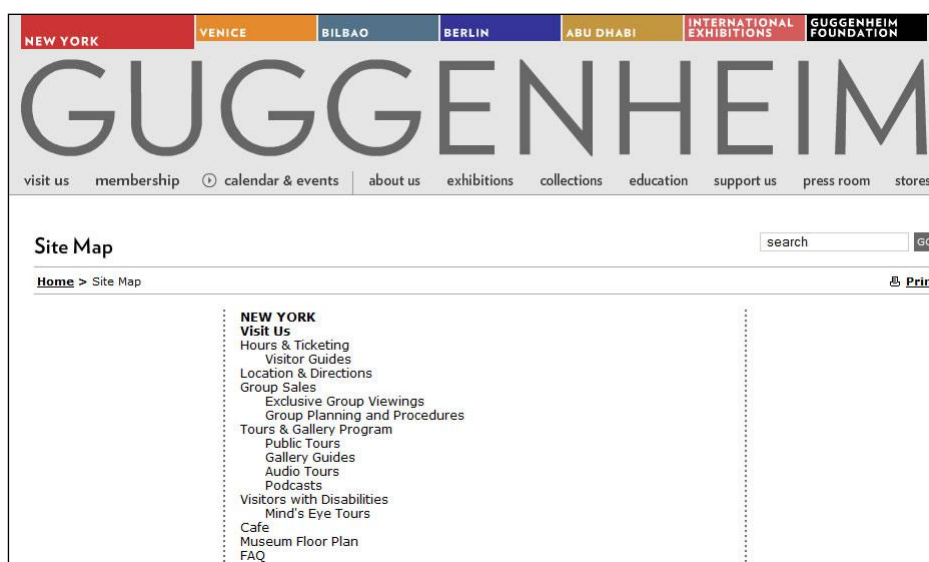 NEW YORK VENICE BILBAO BERLIN ABU DHABI INTERNATIONAL EXHIBITIONS GUGGENHEIM FOUNDATION
GUGGENHEIM
visit us membership calendar & events about us exhibitions collections education support us press room stores
Site Map search GO
Home > Site Map Prin
NEW YORK
Visit Us
Hours & Ticketing
Visitor Guides
Location & Directions
Group Sales
Exclusive Group Viewings
Group Planning and Procedures
Tours & Gallery Program
Public Tours
Gallery Guides
Audio Tours
Podcasts
Visitors with Disabilities
Mind's Eye Tours
Cafe
Museum Floor Plan
FAQ